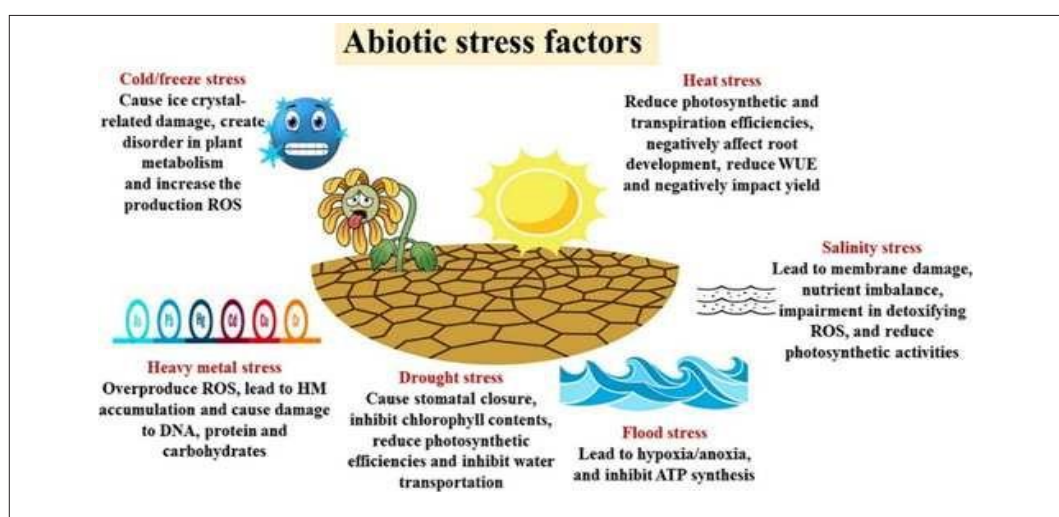 Abiotic stress factors
Cold/freeze stress
Cause ice crystal-
related damage, create
disorder in plant
metabolism
and increase the
production ROS
Heat stress
Reduce photosynthetic and
transpiration efficiencies,
negatively affect root
development, reduce WUE
and negatively impact yield
Salinity stress
Lead to membrane damage,
nutrient imbalance,
impairment in detoxifying
ROS, and reduce
photosynthetic activities
Pb Hg Cd Cr
Heavy metal stress
Overproduce ROS, lead to HM
accumulation and cause damage
to DNA, protein and
carbohydrates
Drought stress
Cause stomatal closure,
inhibit chlorophyll contents,
reduce photosynthetic
efficiencies and inhibit water
transportation
Flood stress
Lead to hypoxia/anoxia,
and inhibit ATP synthesis